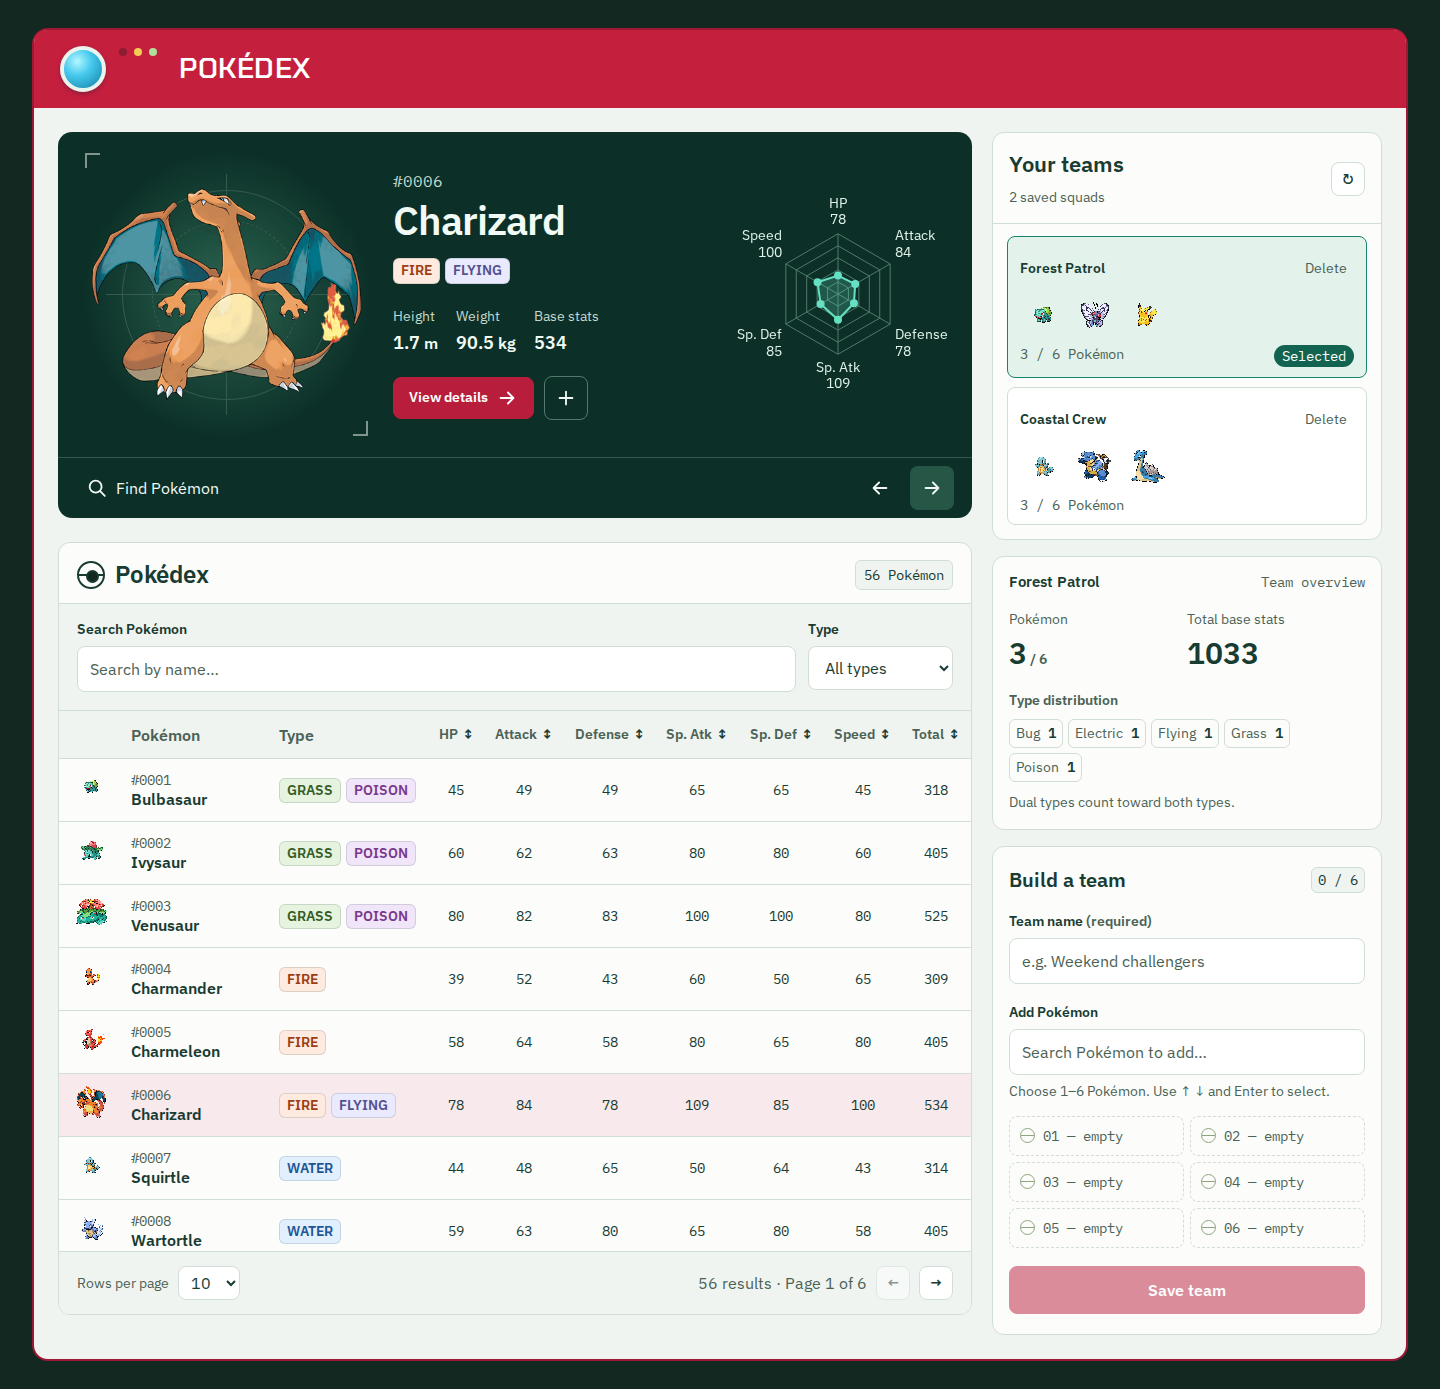 POKÉDEX
#0006
Charizard
FIRE FLYING
Height Weight Base stats
1.7 m 90.5 kg 534
View details → +
HP
78
Speed
100
Attack
84
Sp. Def
85
Defense
78
Sp. Atk
109
Find Pokémon ← →
Pokédex
56 Pokémon
Search Pokémon Type
Search by name... All types
Pokémon Type HP ↕ Attack ↕ Defense ↕ Sp. Atk ↕ Sp. Def ↕ Speed ↕ Total ↕
#0001
Bulbasaur GRASS POISON 45 49 49 65 65 45 318
#0002
Ivysaur GRASS POISON 60 62 63 80 80 60 405
#0003
Venusaur GRASS POISON 80 82 83 100 100 80 525
#0004
Charmander FIRE 39 52 43 60 50 65 309
#0005
Charmeleon FIRE 58 64 58 80 65 80 405
#0006
Charizard FIRE FLYING 78 84 78 109 85 100 534
#0007
Squirtle WATER 44 48 65 50 64 43 314
#0008
Wartortle WATER 59 63 80 65 80 58 405
Rows per page 10 56 results · Page 1 of 6 ← →
Your teams
2 saved squads
↻
Forest Patrol Delete
3 / 6 Pokémon Selected
Coastal Crew Delete
3 / 6 Pokémon
Forest Patrol Team overview
Pokémon Total base stats
3 / 6 1033
Type distribution
Bug 1 Electric 1 Flying 1 Grass 1
Poison 1
Dual types count toward both types.
Build a team 0 / 6
Team name (required)
e.g. Weekend challengers
Add Pokémon
Search Pokémon to add...
Choose 1–6 Pokémon. Use ↑ ↓ and Enter to select.
01 — empty 02 — empty
03 — empty 04 — empty
05 — empty 06 — empty
Save team